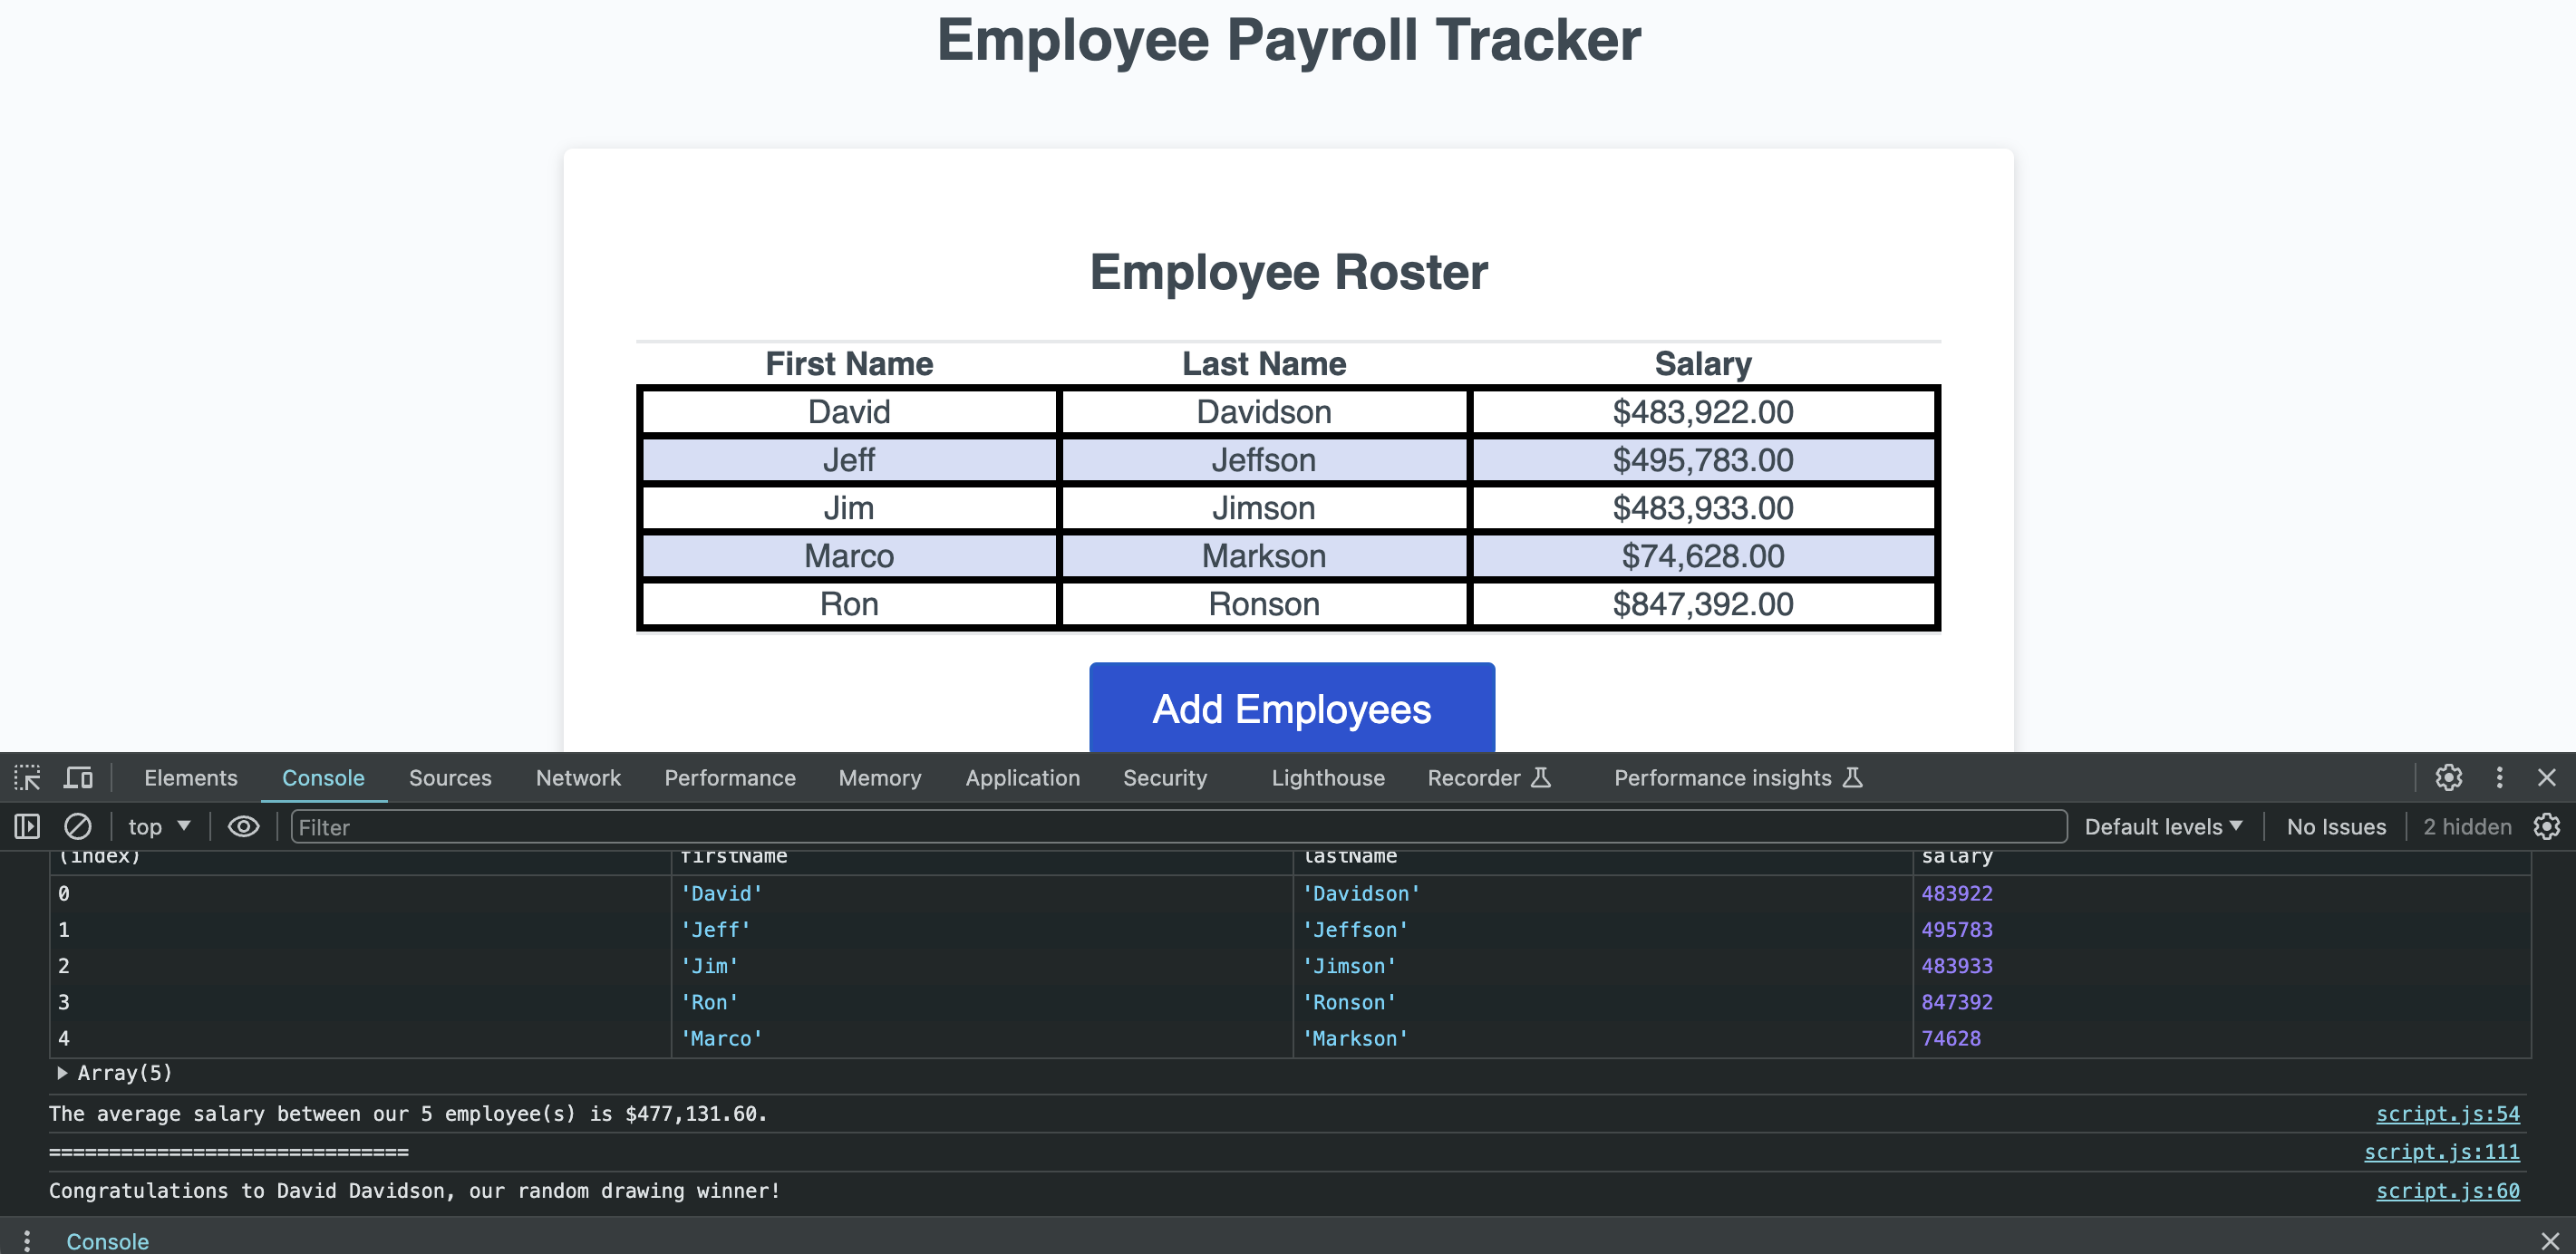 Employee Payroll Tracker
Employee Roster
First Name Last Name Salary
David Davidson $483,922.00
Jeff Jeffson $495,783.00
Jim Jimson $483,933.00
Marco Markson $74,628.00
Ron Ronson $847,392.00
Add Employees
Elements Console Sources Network Performance Memory Application Security Lighthouse Recorder Performance insights
top Filter Default levels No Issues 2 hidden
(index) firstName lastName salary
0 'David' 'Davidson' 483922
1 'Jeff' 'Jeffson' 495783
2 'Jim' 'Jimson' 483933
3 'Ron' 'Ronson' 847392
4 'Marco' 'Markson' 74628
Array(5)
The average salary between our 5 employee(s) is $477,131.60. script.js:54
============================== script.js:111
Congratulations to David Davidson, our random drawing winner! script.js:60
Console